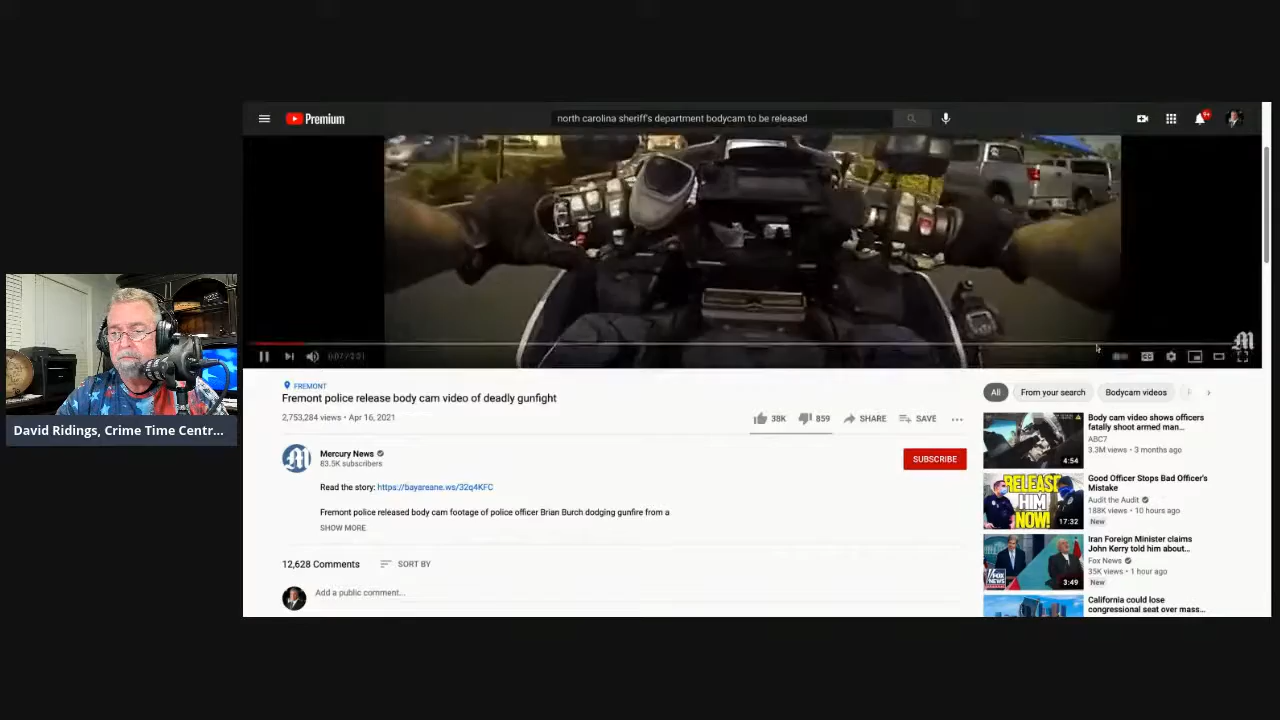 Premium
north carolina sheriff's department bodycam to be released
9+
David Ridings, Crime Time Centr...
FREMONT
Fremont police release body cam video of deadly gunfight
2,753,284 views • Apr 16, 2021
38K
859
SHARE
SAVE
Mercury News
83.5K subscribers
SUBSCRIBE
Read the story: https://bayareane.ws/32q4KFC
Fremont police released body cam footage of police officer Brian Burch dodging gunfire from a
SHOW MORE
12,628 Comments
SORT BY
Add a public comment...
All
From your search
Bodycam videos
Body cam video shows officers
fatally shoot armed man...
ABC7
3.3M views • 3 months ago
4:54
Good Officer Stops Bad Officer's
Mistake
Audit the Audit
188K views • 10 hours ago
New
RELEASE
HIM
NOW!
17:32
Iran Foreign Minister claims
John Kerry told him about...
Fox News
35K views • 1 hour ago
New
3:49
California could lose
congressional seat over mass...